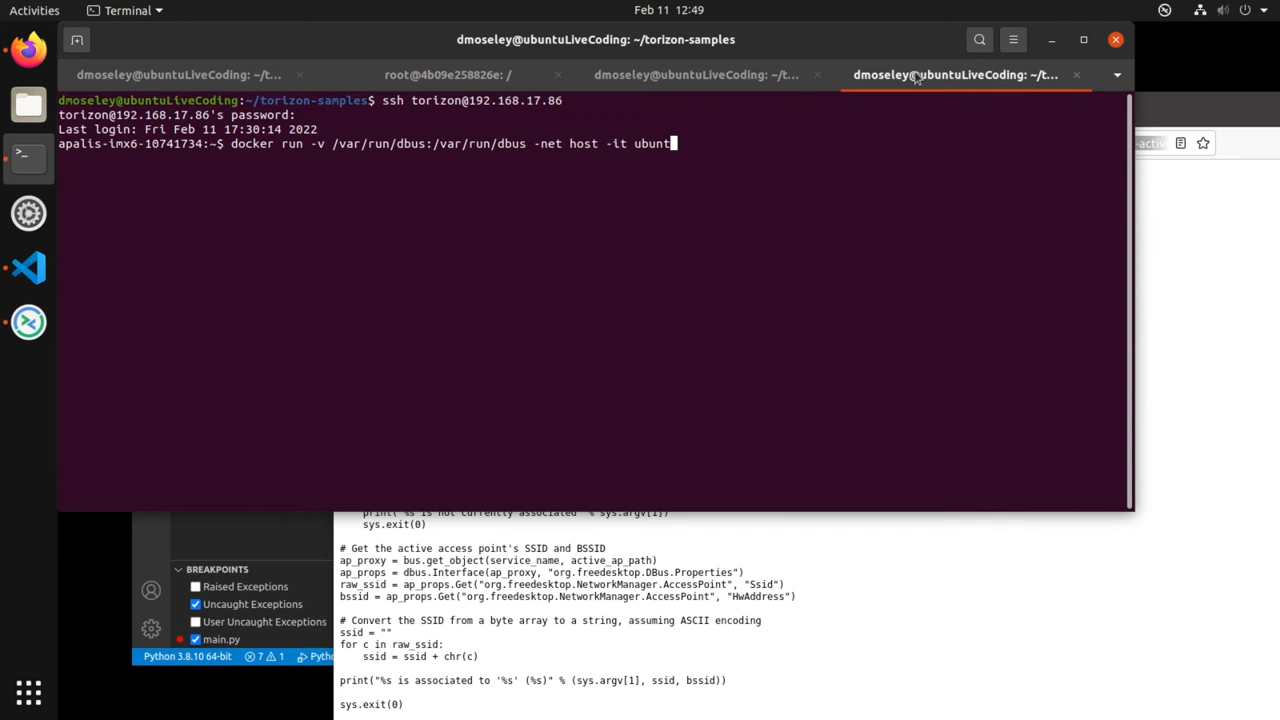 Activities Terminal Feb 11 12:49
dmoseley@ubuntuLiveCoding: ~/torizon-samples
dmoseley@ubuntuLiveCoding: ~/t... root@4b09e258826e: / dmoseley@ubuntuLiveCoding: ~/t... dmoseley@ubuntuLiveCoding: ~/t...
dmoseley@ubuntuLiveCoding:~/torizon-samples$ ssh torizon@192.168.17.86
torizon@192.168.17.86's password:
Last login: Fri Feb 11 17:30:14 2022
apalis-imx6-10741734:~$ docker run -v /var/run/dbus:/var/run/dbus -net host -it ubunt
-activ
print("%s is not currently associated" % sys.argv[1])
sys.exit(0)
# Get the active access point's SSID and BSSID
ap_proxy = bus.get_object(service_name, active_ap_path)
ap_props = dbus.Interface(ap_proxy, "org.freedesktop.DBus.Properties")
raw_ssid = ap_props.Get("org.freedesktop.NetworkManager.AccessPoint", "Ssid")
bssid = ap_props.Get("org.freedesktop.NetworkManager.AccessPoint", "HwAddress")
# Convert the SSID from a byte array to a string, assuming ASCII encoding
ssid = ""
for c in raw_ssid:
ssid = ssid + chr(c)
print("%s is associated to '%s' (%s)" % (sys.argv[1], ssid, bssid))
sys.exit(0)
BREAKPOINTS
Raised Exceptions
Uncaught Exceptions
User Uncaught Exceptions
main.py
Python 3.8.10 64-bit 7 1 Pytho